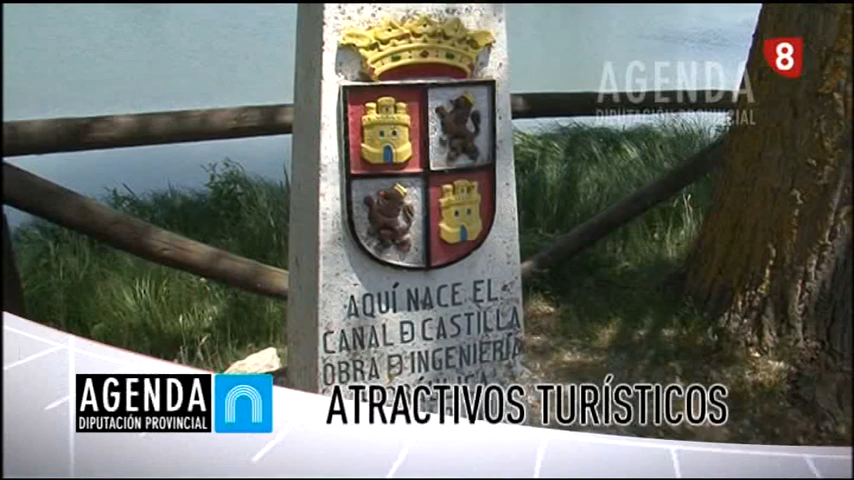 8
AGENDA
DIPUTACIÓN PROVINCIAL
AQUÍ NACE EL
CANAL D CASTILLA
OBRA D INGENIERÍA
AGENDA
DIPUTACIÓN PROVINCIAL
ATRACTIVOS TURÍSTICOS